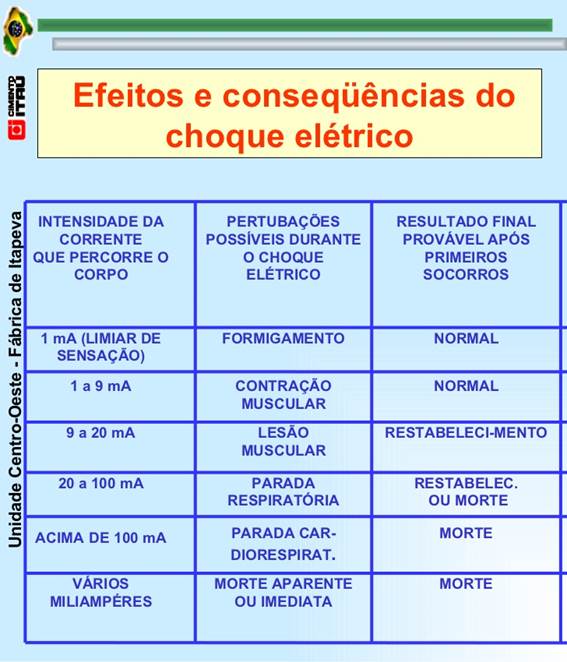 CIMENTO
ITAÚ
Unidade Centro-Oeste - Fábrica de Itapeva
Efeitos e conseqüências do
choque elétrico
INTENSIDADE DA
CORRENTE
QUE PERCORRE O
CORPO
PERTUBAÇÕES
POSSÍVEIS DURANTE
O CHOQUE
ELÉTRICO
RESULTADO FINAL
PROVÁVEL APÓS
PRIMEIROS
SOCORROS
1 mA (LIMIAR DE
SENSAÇÃO)
FORMIGAMENTO
NORMAL
1 a 9 mA
CONTRAÇÃO
MUSCULAR
NORMAL
9 a 20 mA
LESÃO
MUSCULAR
RESTABELECI-MENTO
20 a 100 mA
PARADA
RESPIRATÓRIA
RESTABELEC.
OU MORTE
ACIMA DE 100 mA
PARADA CAR-
DIORESPIRAT.
MORTE
VÁRIOS
MILIAMPÉRES
MORTE APARENTE
OU IMEDIATA
MORTE